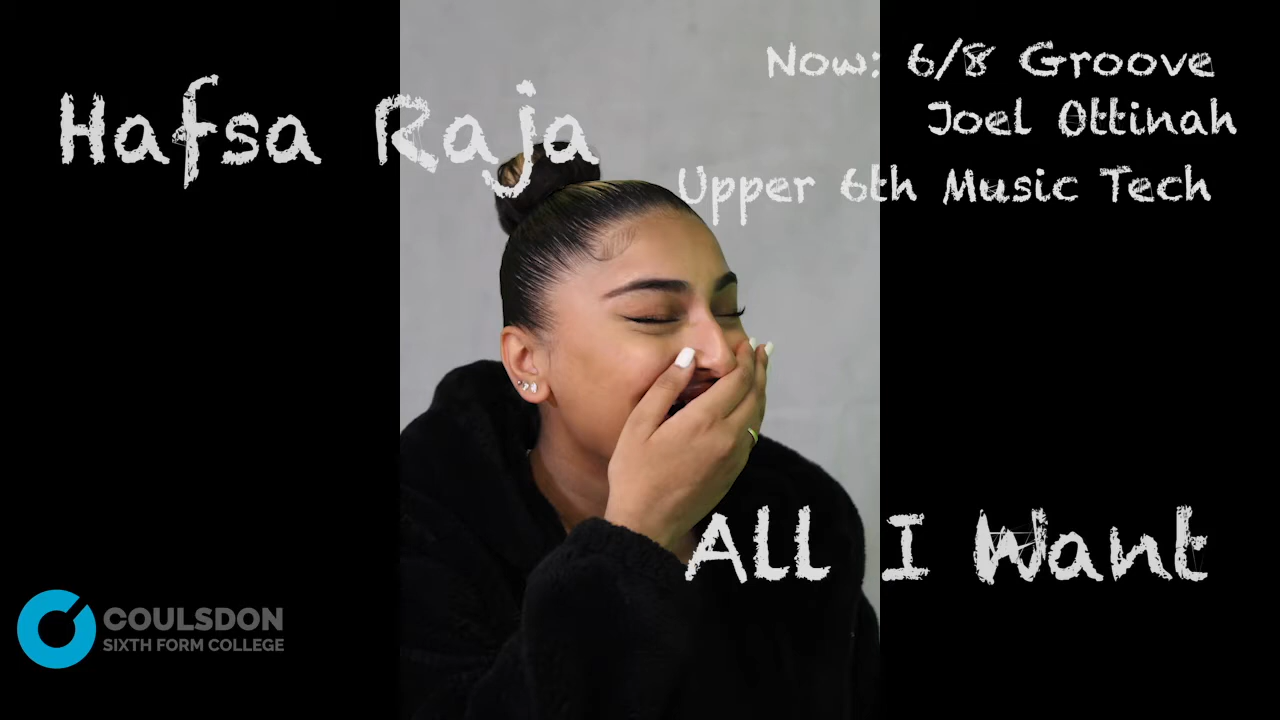 Hafsa Raja
Now: 6/8 Groove
Joel Ottinah
Upper 6th Music Tech
All I Want
COULSDON
SIXTH FORM COLLEGE